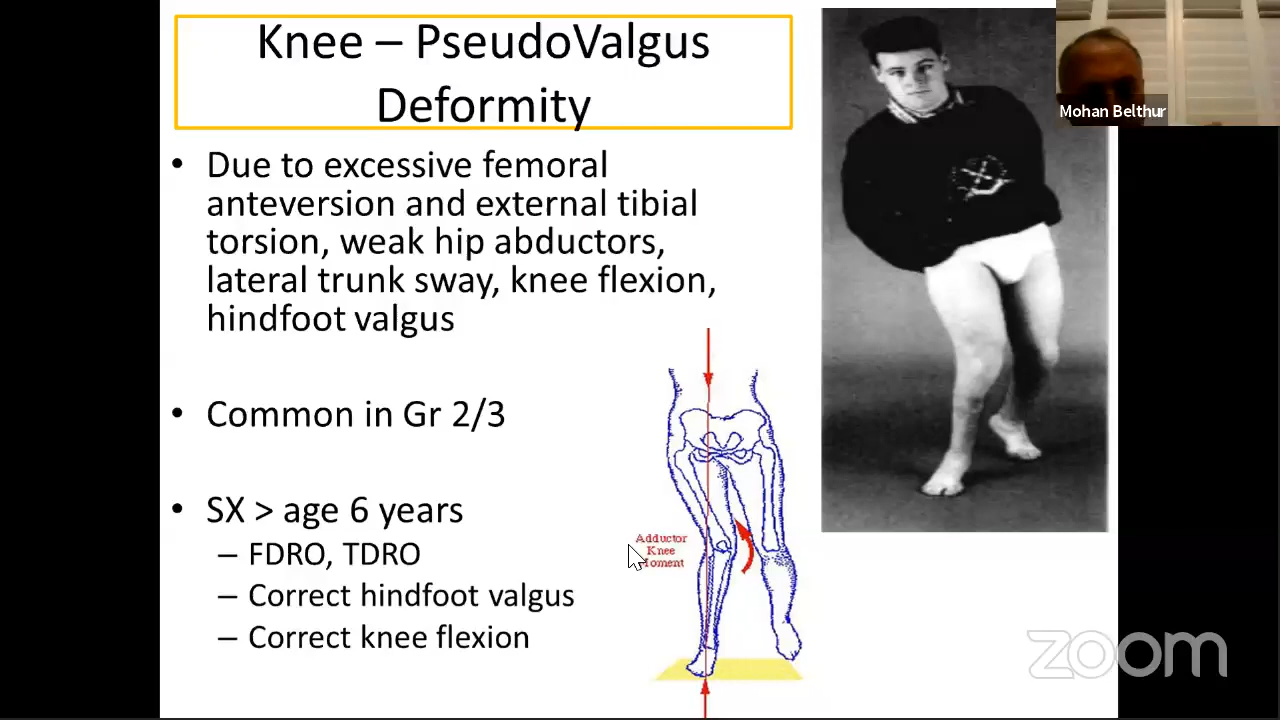 Knee – PseudoValgus
Deformity
Mohan Belthur
• Due to excessive femoral
anteversion and external tibial
torsion, weak hip abductors,
lateral trunk sway, knee flexion,
hindfoot valgus
• Common in Gr 2/3
• SX > age 6 years
– FDRO, TDRO
– Correct hindfoot valgus
– Correct knee flexion
Adductor
Knee
Moment
zoom